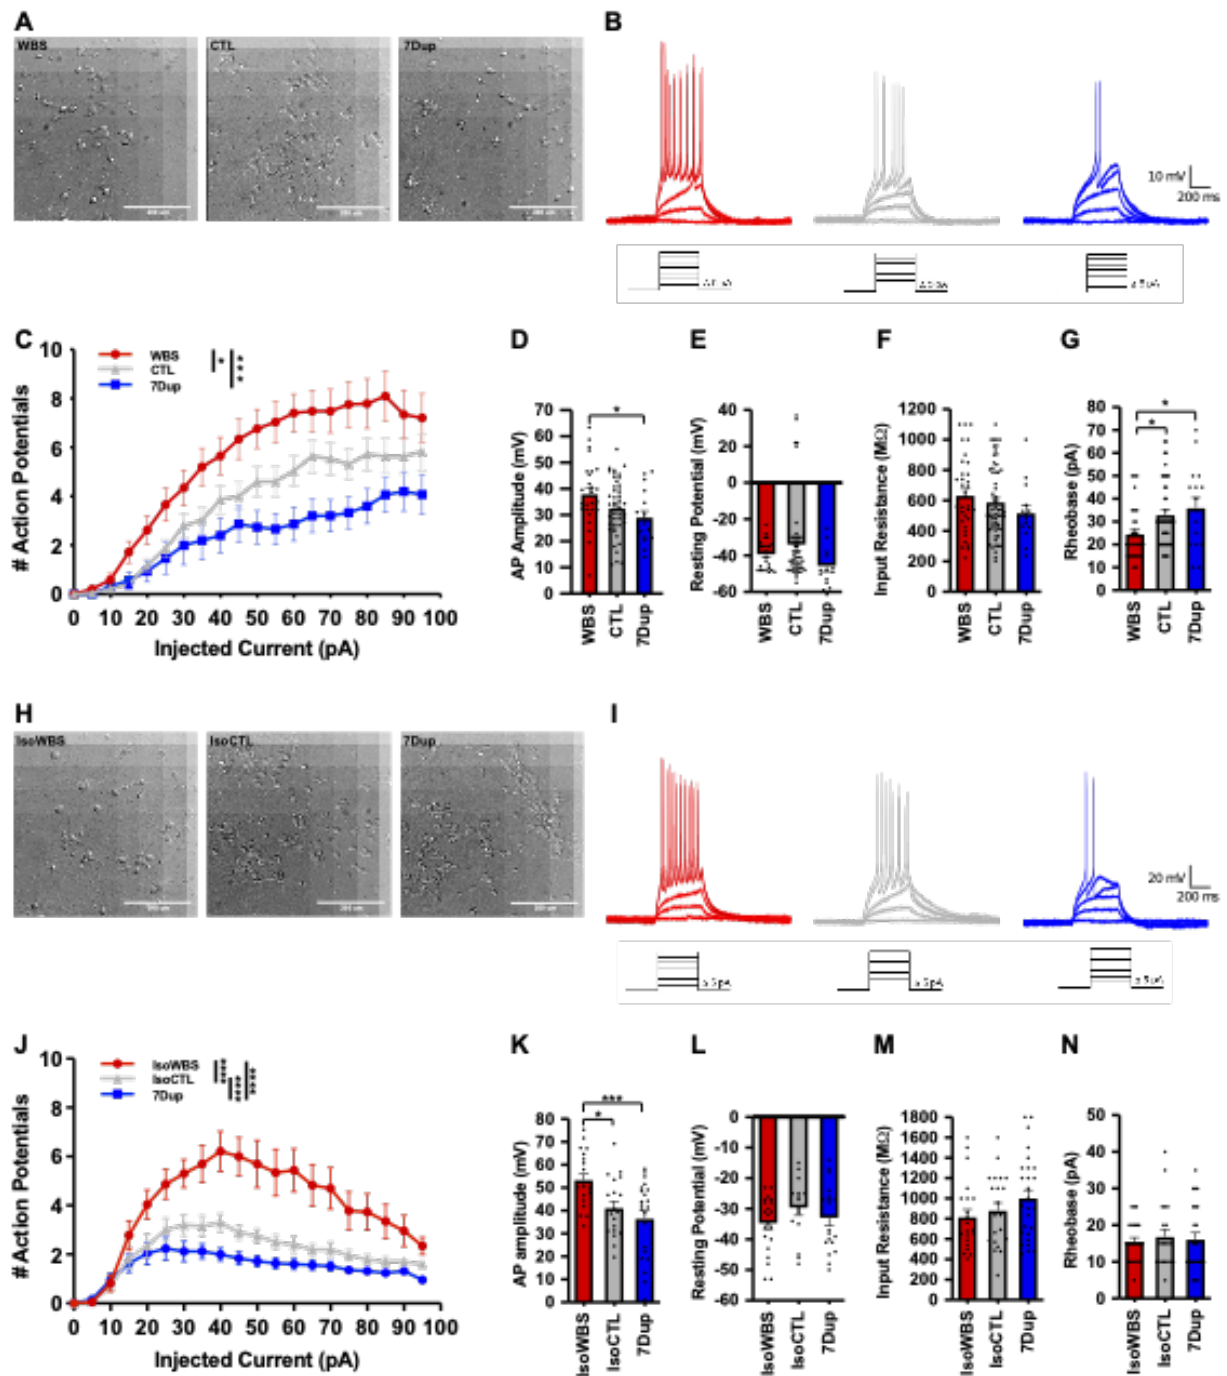 A
B
WBS
CTL
7Dup
10 mV
200 ms
C
D
E
F
G
10
8
6
4
2
0
# Action Potentials
WBS
CTL
7Dup
*
***
0 10 20 30 40 50 60 70 80 90 100
Injected Current (pA)
AP Amplitude (mV)
70
60
50
40
30
20
10
0
*
WBS
CTL
7Dup
Resting Potential (mV)
40
20
0
-20
-40
-60
WBS
CTL
7Dup
Input Resistance (MΩ)
1200
1000
800
600
400
200
0
WBS
CTL
7Dup
Rheobase (pA)
80
70
60
50
40
30
20
10
0
*
*
WBS
CTL
7Dup
H
I
IsoWBS
IsoCTL
7Dup
20 mV
200 ms
Δ 5 pA
Δ 5 pA
Δ 5 pA
J
K
L
M
N
10
8
6
4
2
0
# Action Potentials
IsoWBS
IsoCTL
7Dup
****
****
****
0 10 20 30 40 50 60 70 80 90 100
Injected Current (pA)
AP amplitude (mV)
80
70
60
50
40
30
20
10
0
***
*
IsoWBS
IsoCTL
7Dup
Resting Potential (mV)
0
-10
-20
-30
-40
-50
-60
IsoWBS
IsoCTL
7Dup
Input Resistance (MΩ)
1800
1600
1400
1200
1000
800
600
400
200
0
IsoWBS
IsoCTL
7Dup
Rheobase (pA)
50
40
30
20
10
0
IsoWBS
IsoCTL
7Dup